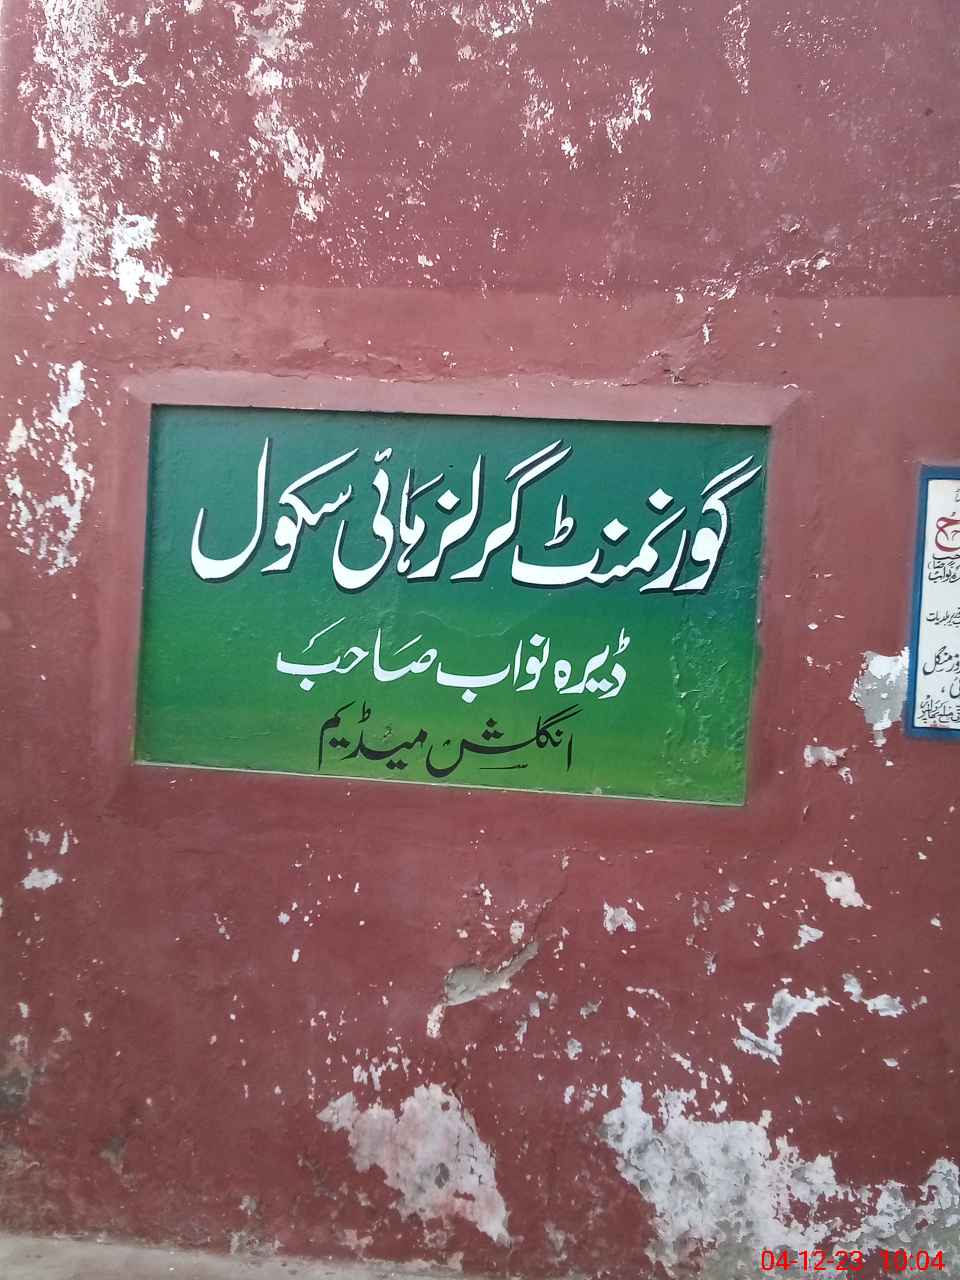 گورنمنٹ گرلز ہائی سکول
ڈیرہ نواب صاحب
انگلش میڈیم
04-12-23 10:04